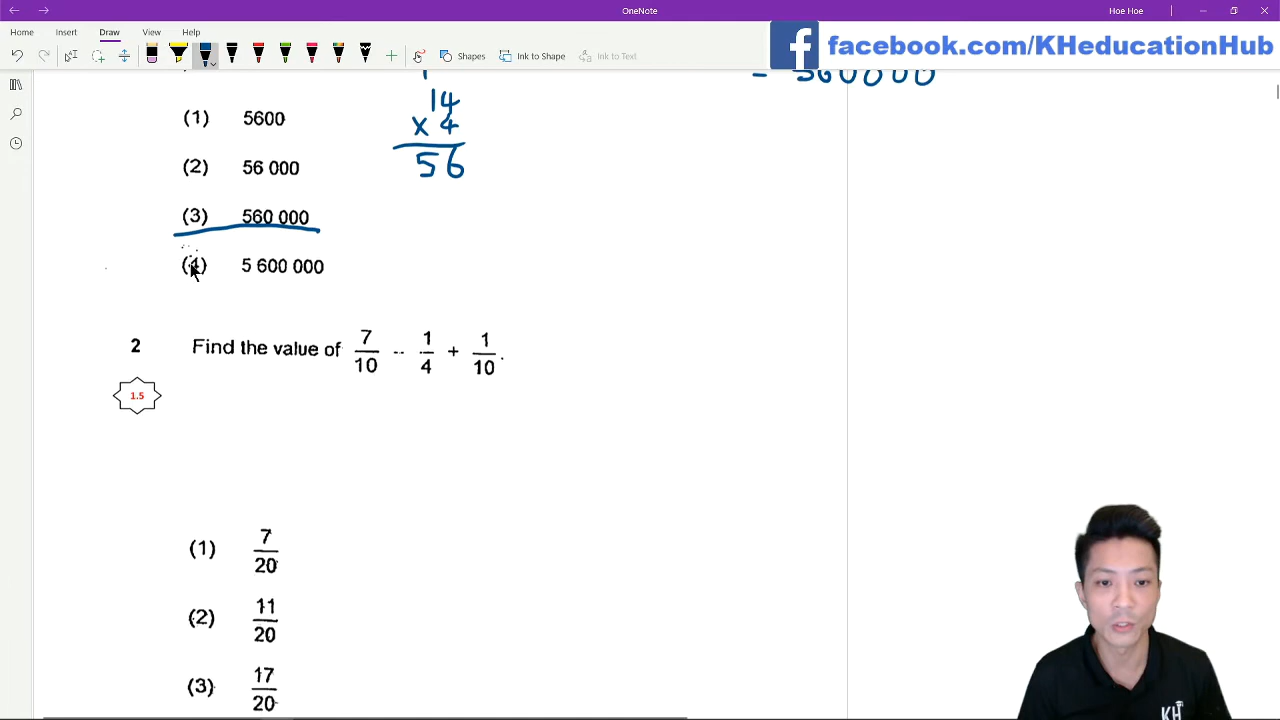 OneNote
Hoe Hoe
Home Insert Draw View Help
Shapes Ink to Shape Ink to Text
facebook.com/KHeducationHub
= 560000
(1) 5600
(2) 56 000
(3) 560 000
(4) 5 600 000
14
x 4
56
2 Find the value of 7/10 - 1/4 + 1/10.
1.5
(1) 7/20
(2) 11/20
(3) 17/20
KH